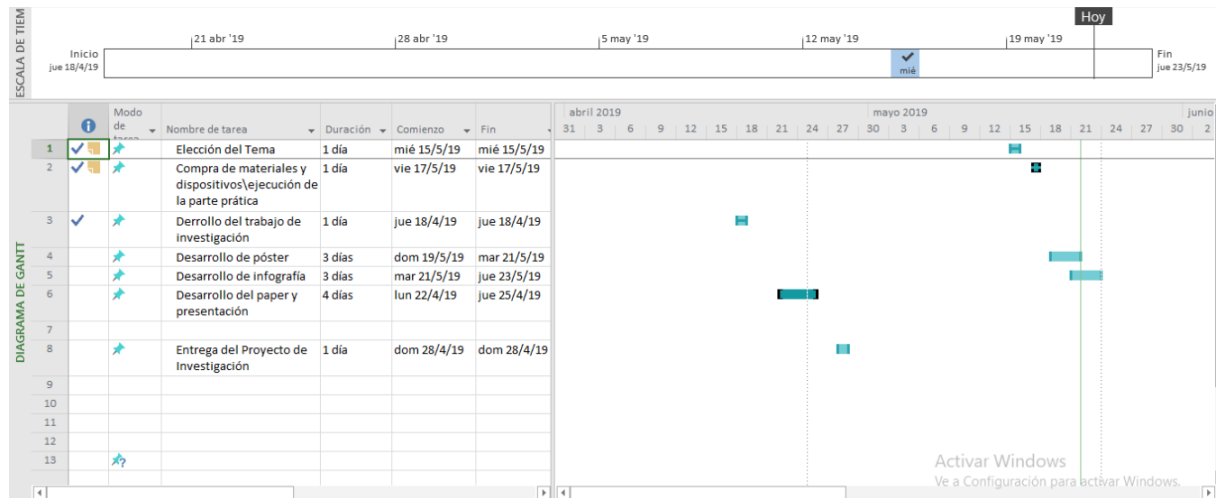 ESCALA DE TIEM
Hoy
21 abr '19 28 abr '19 5 may '19 12 may '19 19 may '19
Inicio
jue 18/4/19
mié
Fin
jue 23/5/19
DIAGRAMA DE GANTT
Modo de tarea Nombre de tarea Duración Comienzo Fin
abril 2019 mayo 2019 junio
31 3 6 9 12 15 18 21 24 27 30 3 6 9 12 15 18 21 24 27 30 2
1 Elección del Tema 1 día mié 15/5/19 mié 15/5/19
2 Compra de materiales y 1 día vie 17/5/19 vie 17/5/19
dispositivos\ejecución de
la parte prática
3 Derrollo del trabajo de 1 día jue 18/4/19 jue 18/4/19
investigación
4 Desarrollo de póster 3 días dom 19/5/19 mar 21/5/19
5 Desarrollo de infografía 3 días mar 21/5/19 jue 23/5/19
6 Desarrollo del paper y 4 días lun 22/4/19 jue 25/4/19
presentación
7
8 Entrega del Proyecto de 1 día dom 28/4/19 dom 28/4/19
Investigación
9
10
11
12
13 ?
Activar Windows
Ve a Configuración para activar Windows.